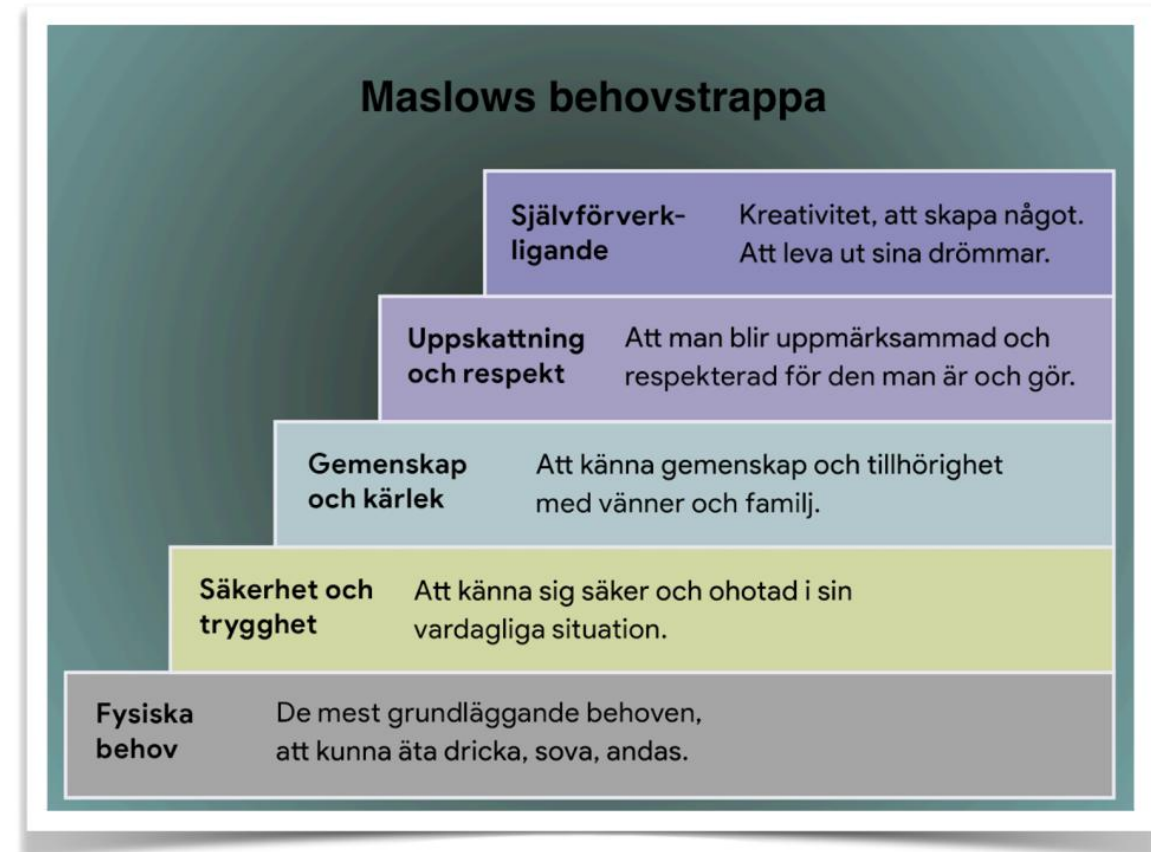 Maslows behovstrappa
Självförverk-
ligande
Kreativitet, att skapa något.
Att leva ut sina drömmar.
Uppskattning
och respekt
Att man blir uppmärksammad och
respekterad för den man är och gör.
Gemenskap
och kärlek
Att känna gemenskap och tillhörighet
med vänner och familj.
Säkerhet och
trygghet
Att känna sig säker och ohotad i sin
vardagliga situation.
Fysiska
behov
De mest grundläggande behoven,
att kunna äta dricka, sova, andas.